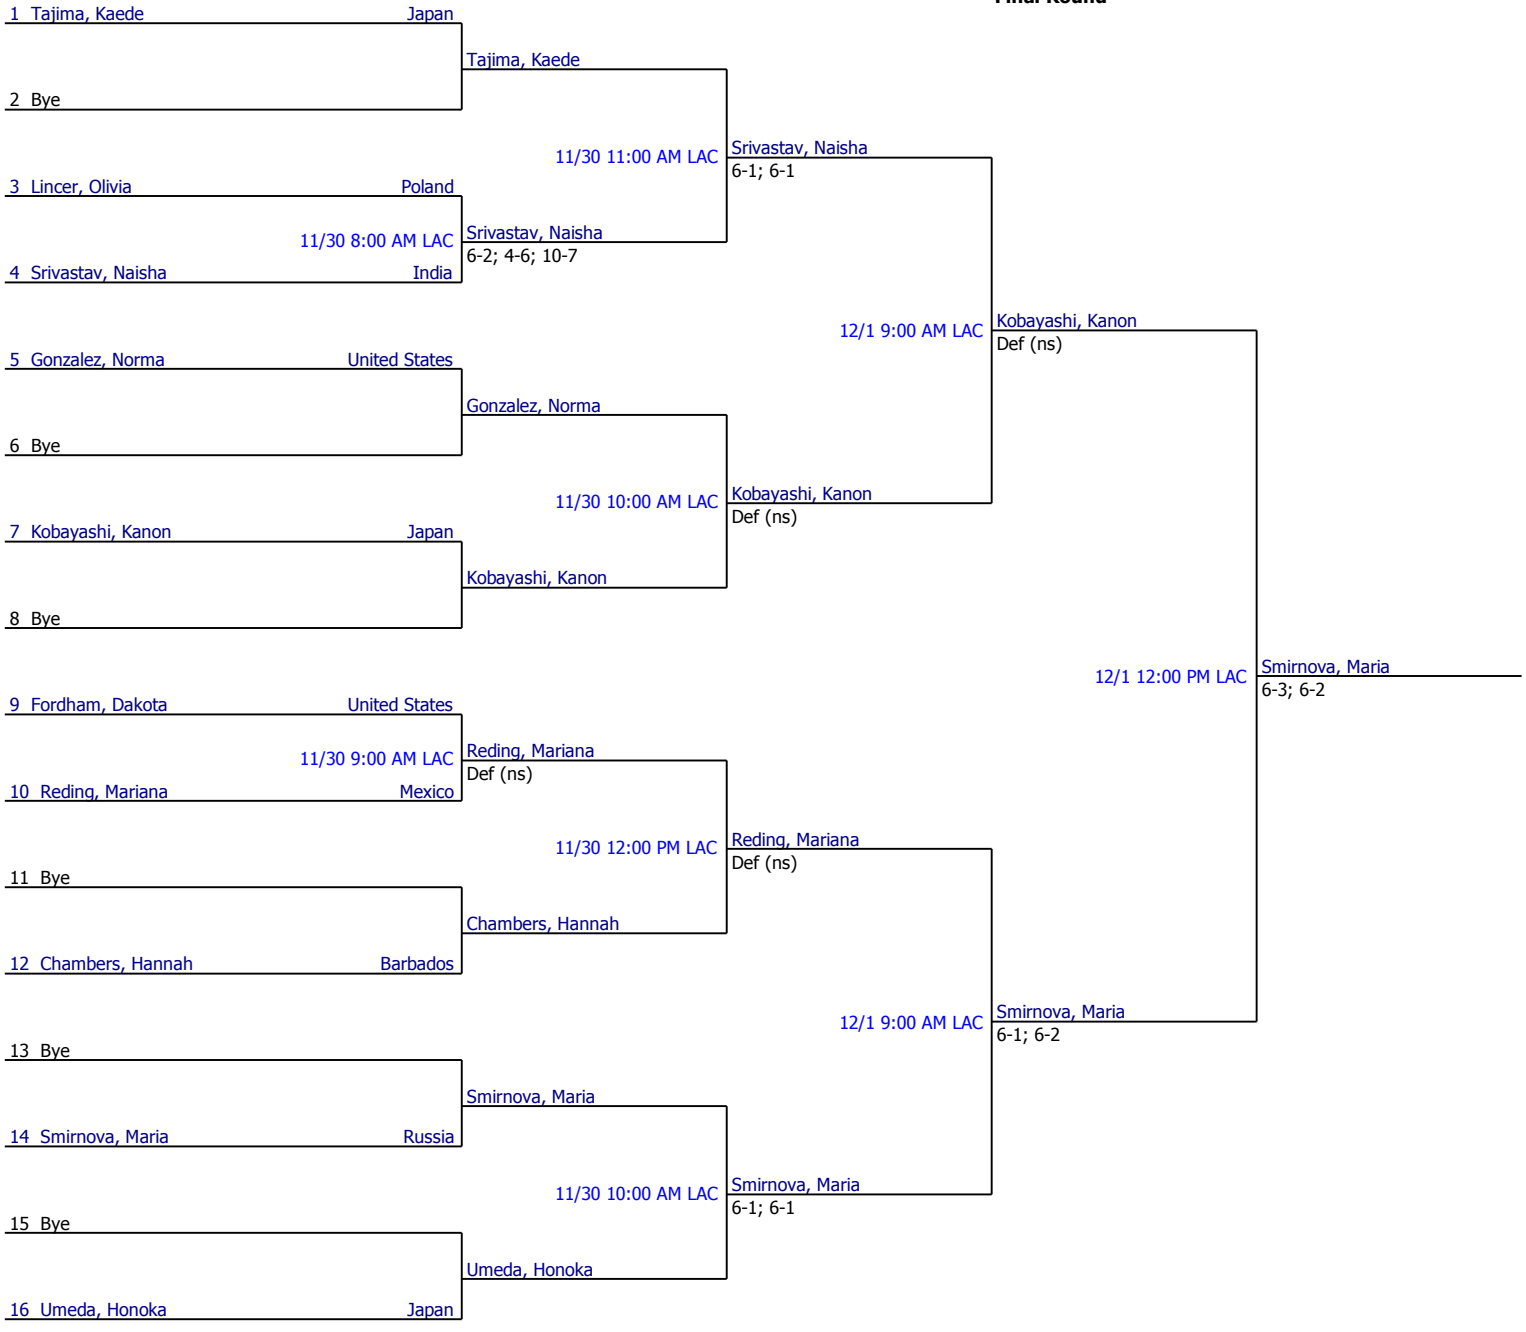 Final Round
1 Tajima, Kaede Japan
Tajima, Kaede
2 Bye
11/30 11:00 AM LAC Srivastav, Naisha
6-1; 6-1
3 Lincer, Olivia Poland
11/30 8:00 AM LAC Srivastav, Naisha
6-2; 4-6; 10-7
4 Srivastav, Naisha India
12/1 9:00 AM LAC Kobayashi, Kanon
Def (ns)
5 Gonzalez, Norma United States
Gonzalez, Norma
6 Bye
11/30 10:00 AM LAC Kobayashi, Kanon
Def (ns)
7 Kobayashi, Kanon Japan
Kobayashi, Kanon
8 Bye
12/1 12:00 PM LAC Smirnova, Maria
6-3; 6-2
9 Fordham, Dakota United States
11/30 9:00 AM LAC Reding, Mariana
Def (ns)
10 Reding, Mariana Mexico
11/30 12:00 PM LAC Reding, Mariana
Def (ns)
11 Bye
Chambers, Hannah
12 Chambers, Hannah Barbados
12/1 9:00 AM LAC Smirnova, Maria
6-1; 6-2
13 Bye
Smirnova, Maria
14 Smirnova, Maria Russia
11/30 10:00 AM LAC Smirnova, Maria
6-1; 6-1
15 Bye
Umeda, Honoka
16 Umeda, Honoka Japan